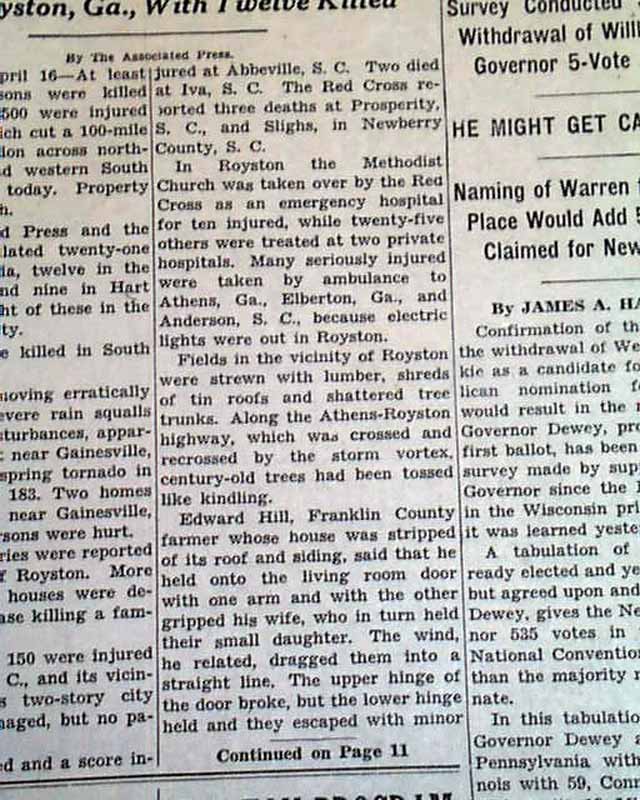 yston, Ga., With Twelve Killed
By The Associated Press.
pril 16—At least
sons were killed
500 were injured
ich cut a 100-mile
ion across north-
d western South
today. Property
h.
d Press and the
lated twenty-one
ia, twelve in the
nd nine in Hart
ht of these in the
ty.
e killed in South
moving erratically
evere rain squalls
sturbances, appar-
t near Gainesville,
spring tornado in
183. Two homes
near Gainesville,
rsons were hurt.
ries were reported
f Royston. More
houses were de-
ase killing a fam-
150 were injured
C., and its vicin-
s two-story city
maged, but no pa-
ed and a score in-
jured at Abbeville, S. C. Two died
at Iva, S. C. The Red Cross re-
ported three deaths at Prosperity,
S. C., and Slighs, in Newberry
County, S. C.
In Royston the Methodist
Church was taken over by the Red
Cross as an emergency hospital
for ten injured, while twenty-five
others were treated at two private
hospitals. Many seriously injured
were taken by ambulance to
Athens, Ga., Elberton, Ga., and
Anderson, S. C., because electric
lights were out in Royston.
Fields in the vicinity of Royston
were strewn with lumber, shreds
of tin roofs and shattered tree
trunks. Along the Athens-Royston
highway, which was crossed and
recrossed by the storm vortex,
century-old trees had been tossed
like kindling.
Edward Hill, Franklin County
farmer whose house was stripped
of its roof and siding, said that he
held onto the living room door
with one arm and with the other
gripped his wife, who in turn held
their small daughter. The wind,
he related, dragged them into a
straight line. The upper hinge of
the door broke, but the lower hinge
held and they escaped with minor
Continued on Page 11
Survey Conducted
Withdrawal of Will
Governor 5-Vote
HE MIGHT GET CA
Naming of Warren f
Place Would Add 5
Claimed for New
By JAMES A. HA
Confirmation of th
the withdrawal of We
kie as a candidate fo
lican nomination fo
would result in the
Governor Dewey, pro
first ballot, has been
survey made by sup
Governor since the
in the Wisconsin pri
it was learned yeste
A tabulation of
ready elected and ye
but agreed upon and
Dewey, gives the Ne
nor 535 votes in
National Convention
than the majority n
nate.
In this tabulatio
Governor Dewey a
Pennsylvania with
nois with 59, Conn